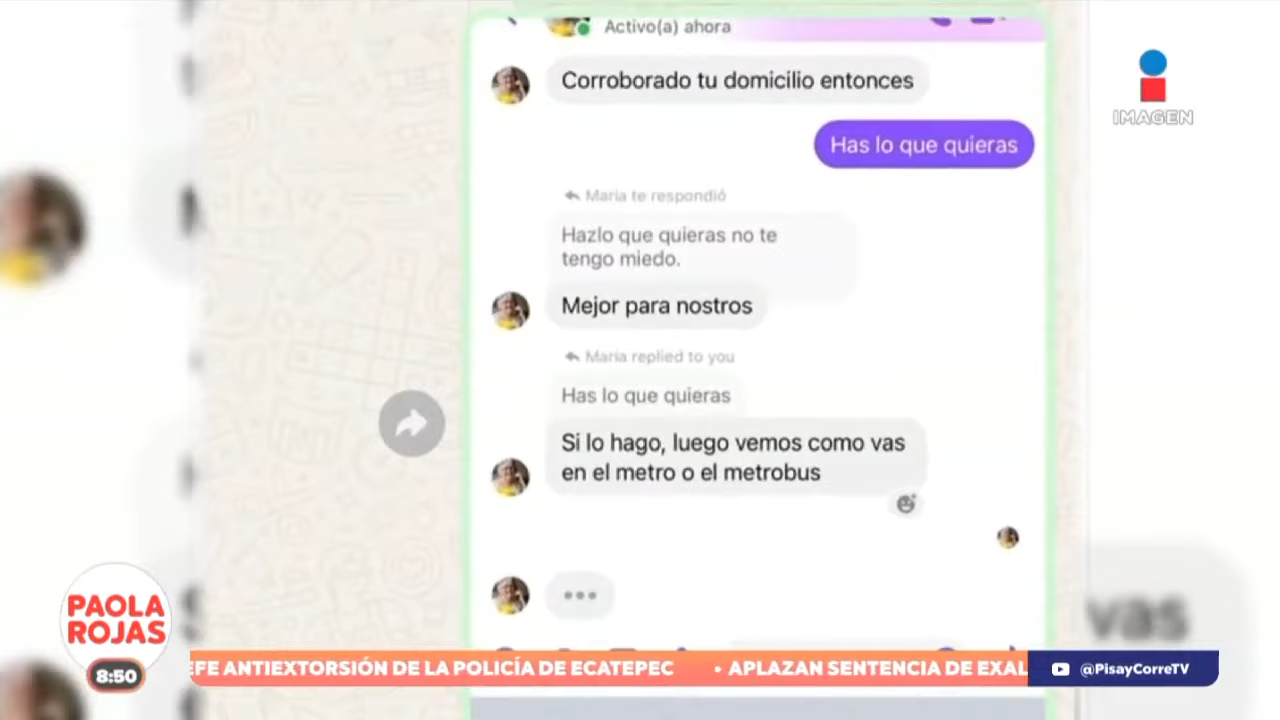 Activo(a) ahora
Corroborado tu domicilio entonces
IMAGEN
Has lo que quieras
Maria te respondió
Hazlo que quieras no te
tengo miedo.
Mejor para nostros
Maria replied to you
Has lo que quieras
Si lo hago, luego vemos como vas
en el metro o el metrobus
vas
PAOLA
ROJAS
8:50
EFE ANTIEXTORSIÓN DE LA POLICÍA DE ECATEPEC • APLAZAN SENTENCIA DE EXAL
@PisayCorreTV